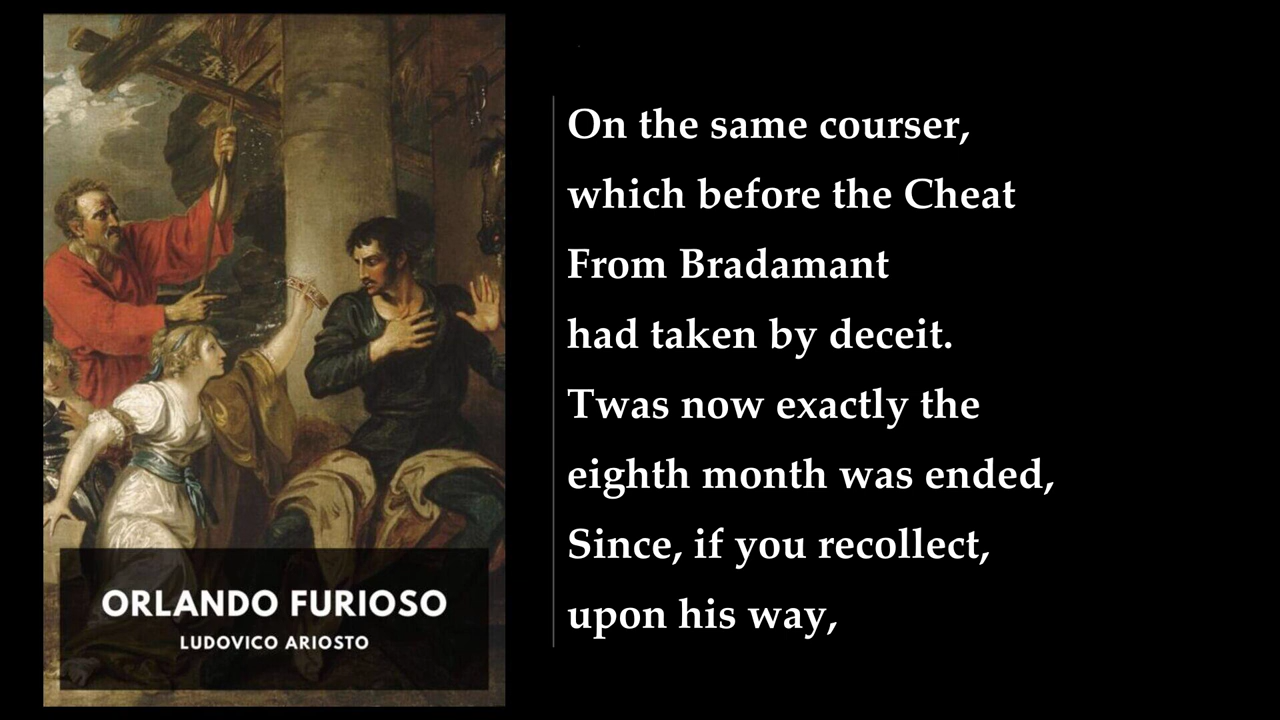 ORLANDO FURIOSO
LUDOVICO ARIOSTO
On the same courser,
which before the Cheat
From Bradamant
had taken by deceit.
Twas now exactly the
eighth month was ended,
Since, if you recollect,
upon his way,